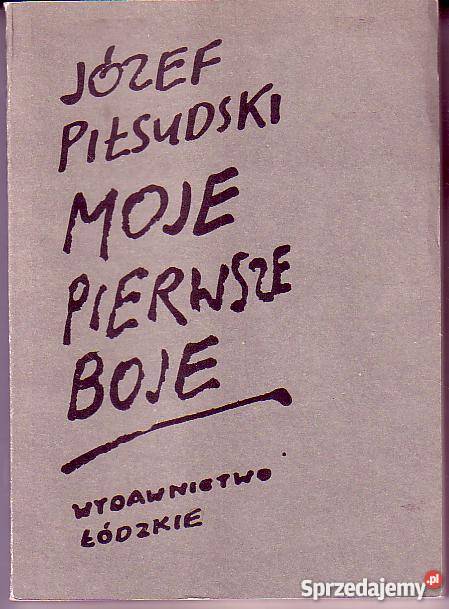 JÓZEF
PIŁSUDSKI
MOJE
PIERWSZE
BOJE
WYDAWNICTWO
ŁÓDZKIE
Sprzedajemy.pl